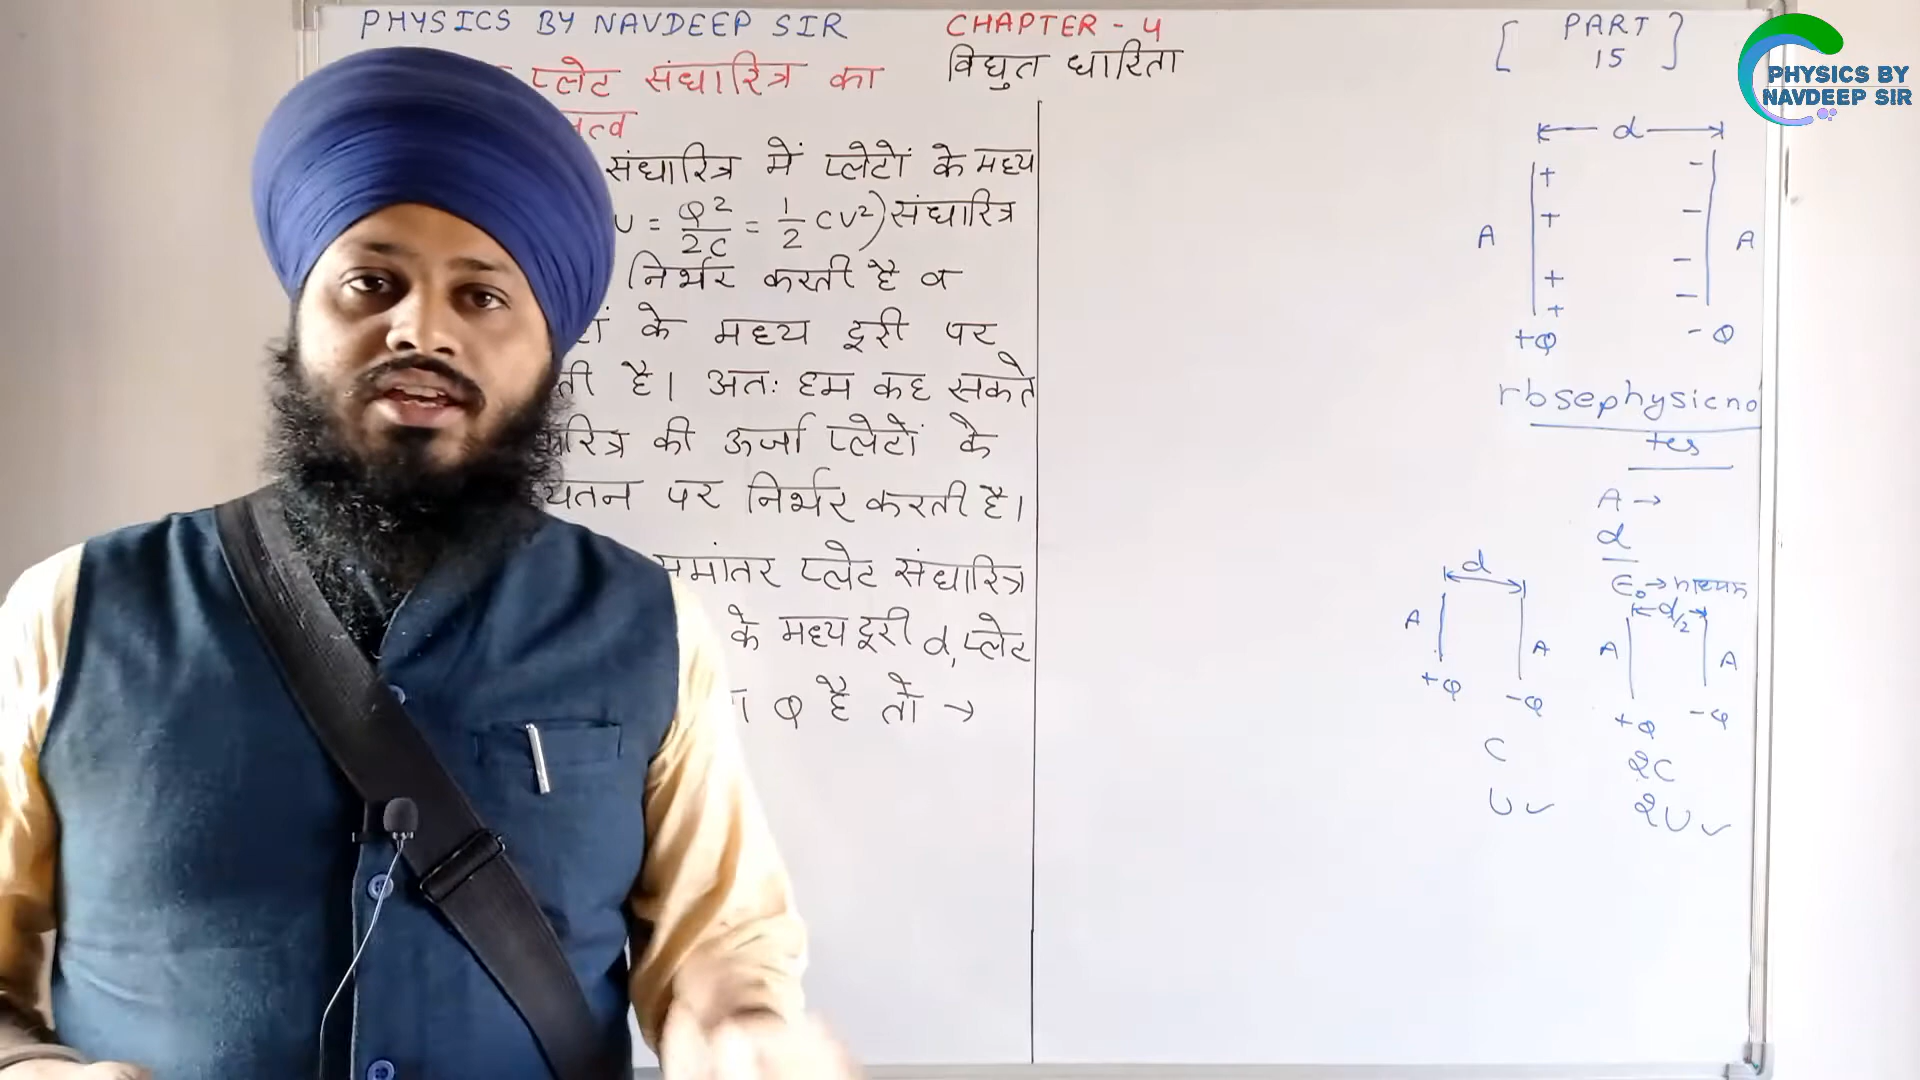 PHYSICS BY NAVDEEP SIR
CHAPTER - 4
प्लेट संधारित्र का
विद्युत धारिता
[ PART
15 ]
PHYSICS BY
NAVDEEP SIR
संधारित्र में प्लेटों के मध्य
U = Q²/2C = 1/2 CV²) संधारित्र
निर्भर करती है व
के मध्य दूरी पर
है। अतः हम कह सकते
की ऊर्जा प्लेटों के
पर निर्भर करती है।
समांतर प्लेट संधारित्र
के मध्य दूरी d, प्लेट
Q है तो →
d
+ -
+ -
A A
+ -
+ -
+Q -Q
rbsephysicno
tes
A →
d
ε₀ → माध्यम
d
A A
+Q -Q
C
U ✓
d/2
A A
+Q -Q
2C
2U ✓